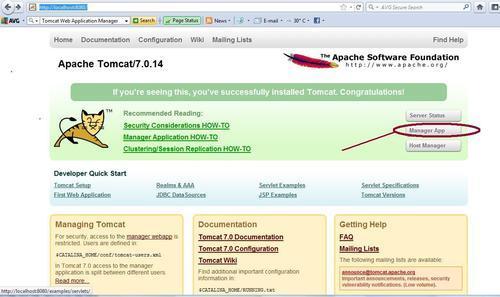 http://localhost:8080/
AVG Secure Search
AVG
Tomcat Web Application Manager
Search
Page Status
News
30° C
Home Documentation Configuration Wiki Mailing Lists Find Help
Apache Tomcat/7.0.14
The Apache Software Foundation
http://www.apache.org/
If you're seeing this, you've successfully installed Tomcat. Congratulations!
TM
Recommended Reading:
Security Considerations HOW-TO
Manager Application HOW-TO
Clustering/Session Replication HOW-TO
Server Status
Manager App
Host Manager
Developer Quick Start
Tomcat Setup Realms & AAA Servlet Examples Servlet Specifications
First Web Application JDBC DataSources JSP Examples Tomcat Versions
Managing Tomcat
For security, access to the manager webapp is
restricted. Users are defined in:
$CATALINA_HOME/conf/tomcat-users.xml
In Tomcat 7.0 access to the manager
application is split between different users.
Read more...
Documentation
Tomcat 7.0 Documentation
Tomcat 7.0 Configuration
Tomcat Wiki
Find additional important configuration
information in:
$CATALINA_HOME/RUNNING.txt
Getting Help
FAQ
Mailing Lists
The following mailing lists are available:
announce@tomcat.apache.org
Important announcements, releases, security
vulnerability notifications. (Low volume).
http://localhost:8080/examples/servlets/